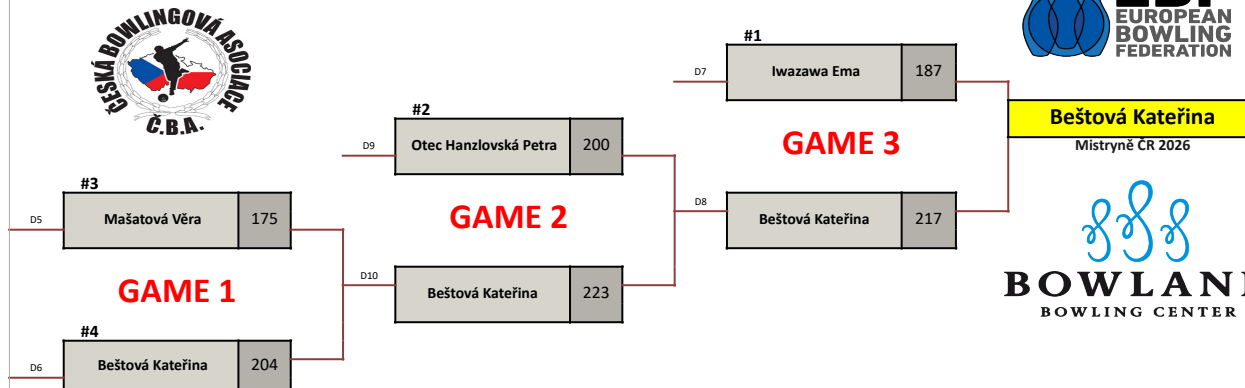 ČESKÁ BOWLINGOVÁ ASOCIACE
Č.B.A.
EUROPEAN
BOWLING
FEDERATION
#1
D7
Iwazawa Ema 187
#2
D9
Otec Hanzlovská Petra 200
GAME 3
Beštová Kateřina
Mistryně ČR 2026
#3
D5
Mašatová Věra 175
GAME 2
D8
Beštová Kateřina 217
GAME 1
D10
Beštová Kateřina 223
BOWLAN
BOWLING CENTER
#4
D6
Beštová Kateřina 204